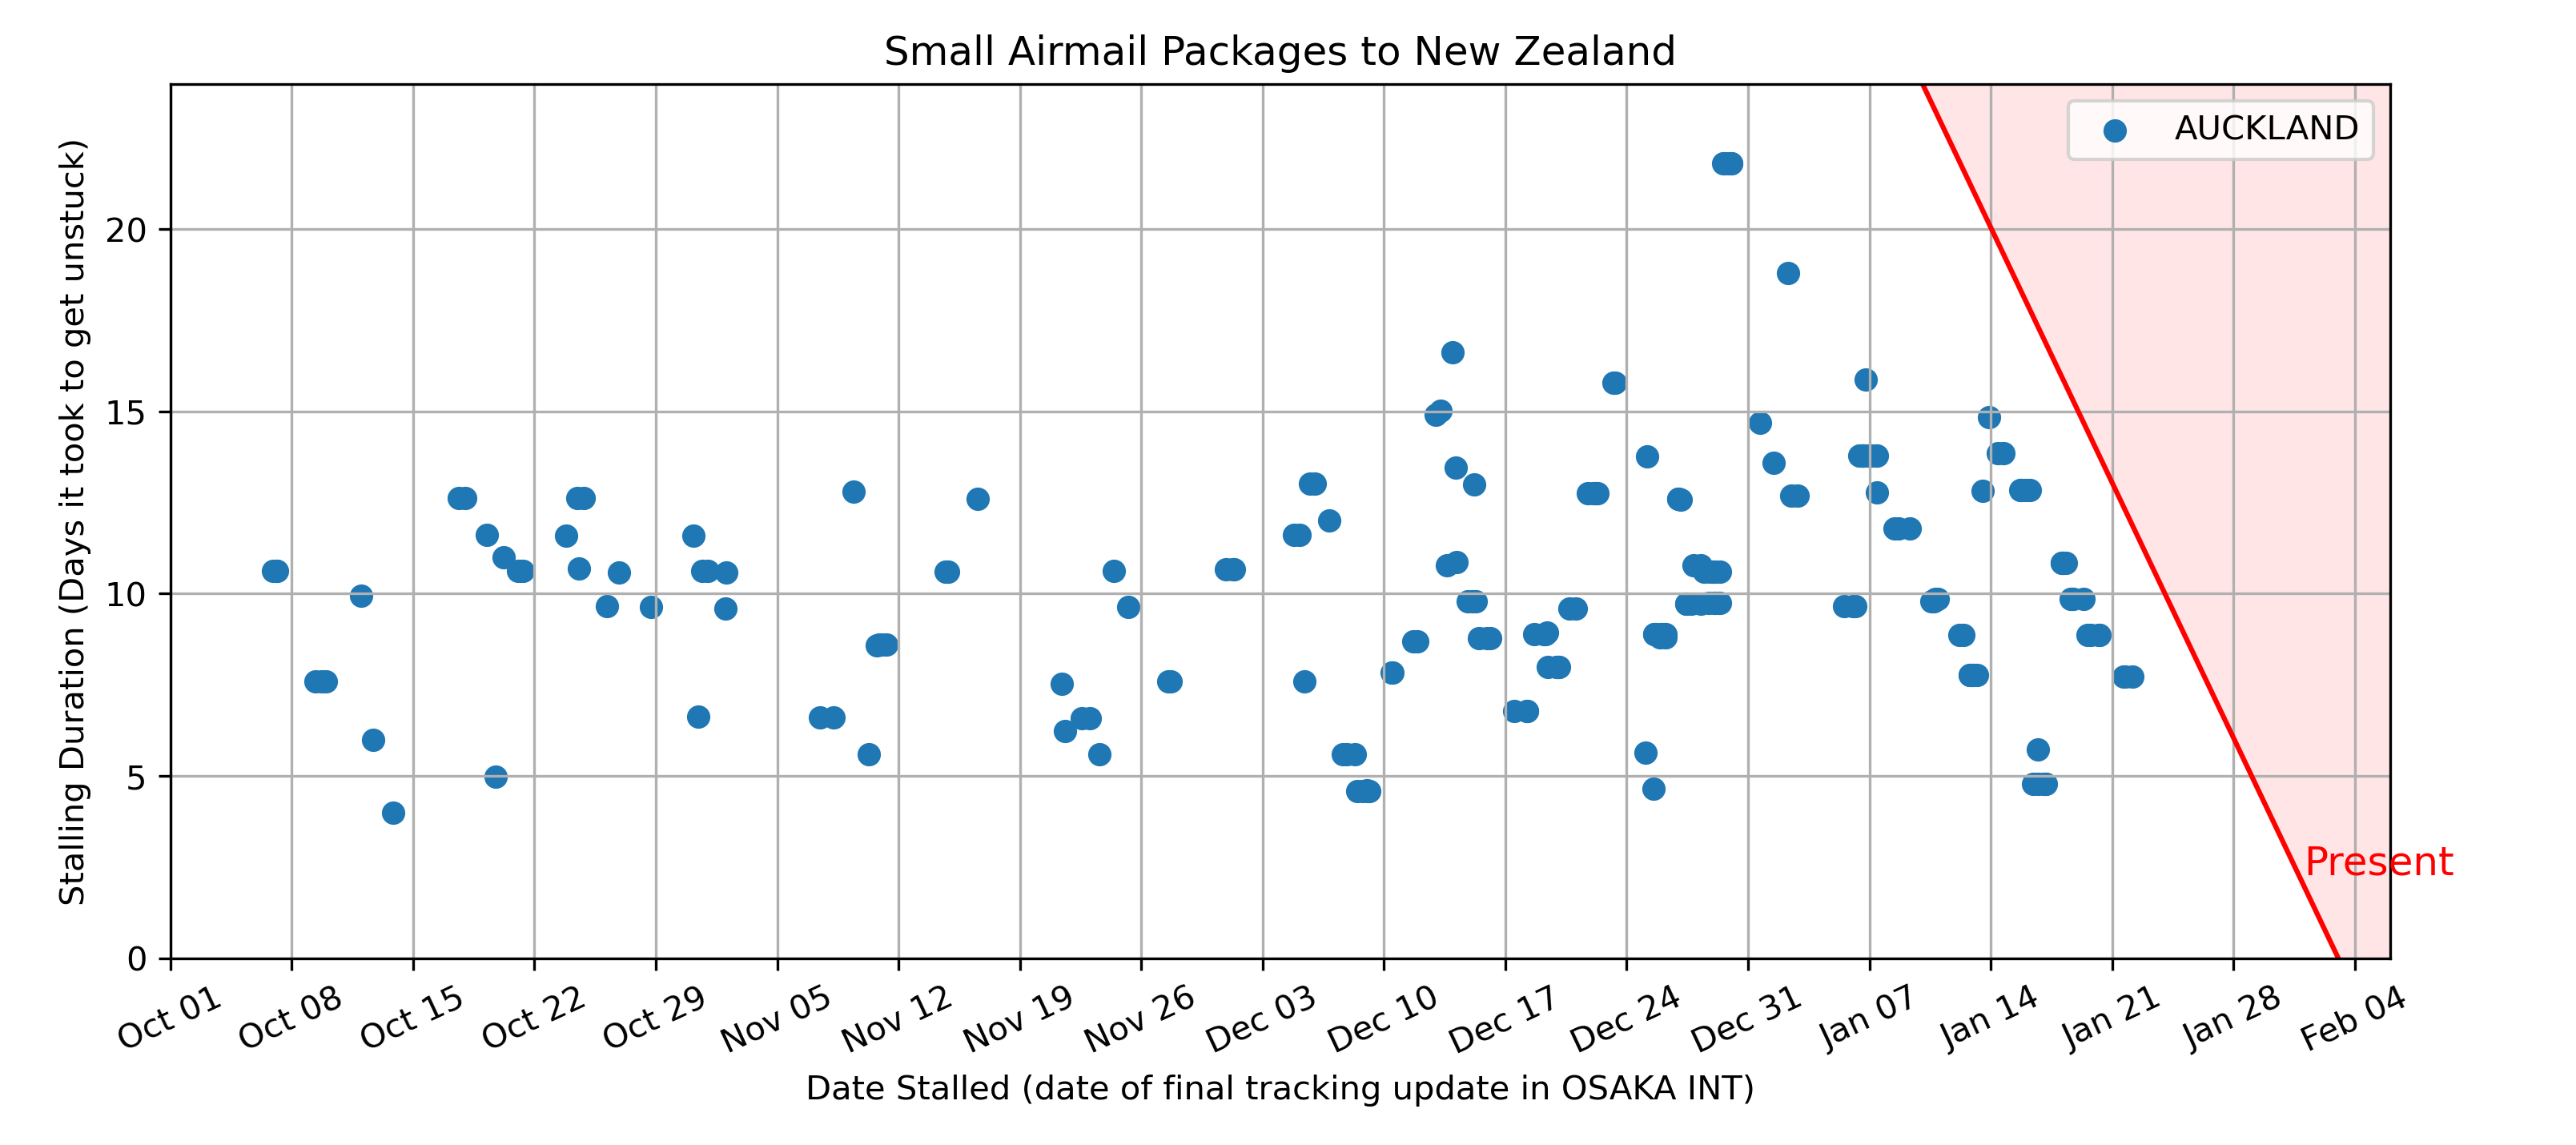 Small Airmail Packages to New Zealand
AUCKLAND
Stalling Duration (Days it took to get unstuck)
20
15
10
5
0
Present
Oct 01 Oct 08 Oct 15 Oct 22 Oct 29 Nov 05 Nov 12 Nov 19 Nov 26 Dec 03 Dec 10 Dec 17 Dec 24 Dec 31 Jan 07 Jan 14 Jan 21 Jan 28 Feb 04
Date Stalled (date of final tracking update in OSAKA INT)